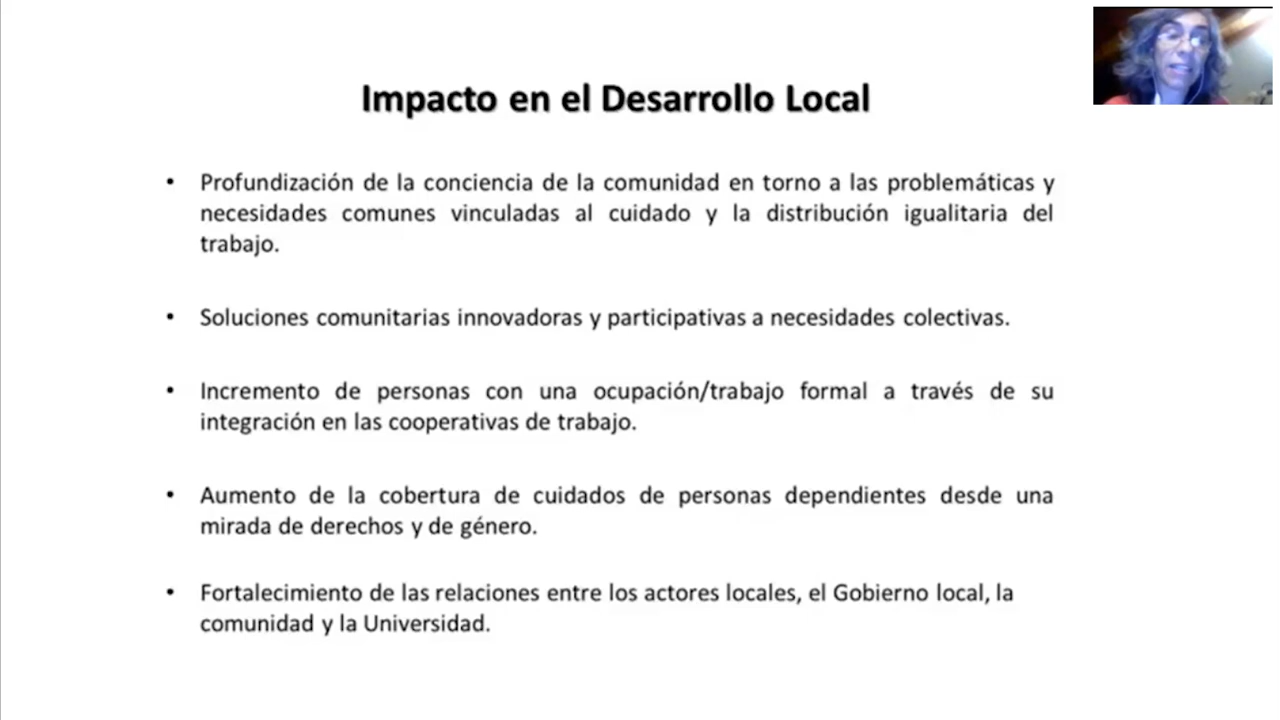 Impacto en el Desarrollo Local
• Profundización de la conciencia de la comunidad en torno a las problemáticas y
necesidades comunes vinculadas al cuidado y la distribución igualitaria del
trabajo.
• Soluciones comunitarias innovadoras y participativas a necesidades colectivas.
• Incremento de personas con una ocupación/trabajo formal a través de su
integración en las cooperativas de trabajo.
• Aumento de la cobertura de cuidados de personas dependientes desde una
mirada de derechos y de género.
• Fortalecimiento de las relaciones entre los actores locales, el Gobierno local, la
comunidad y la Universidad.